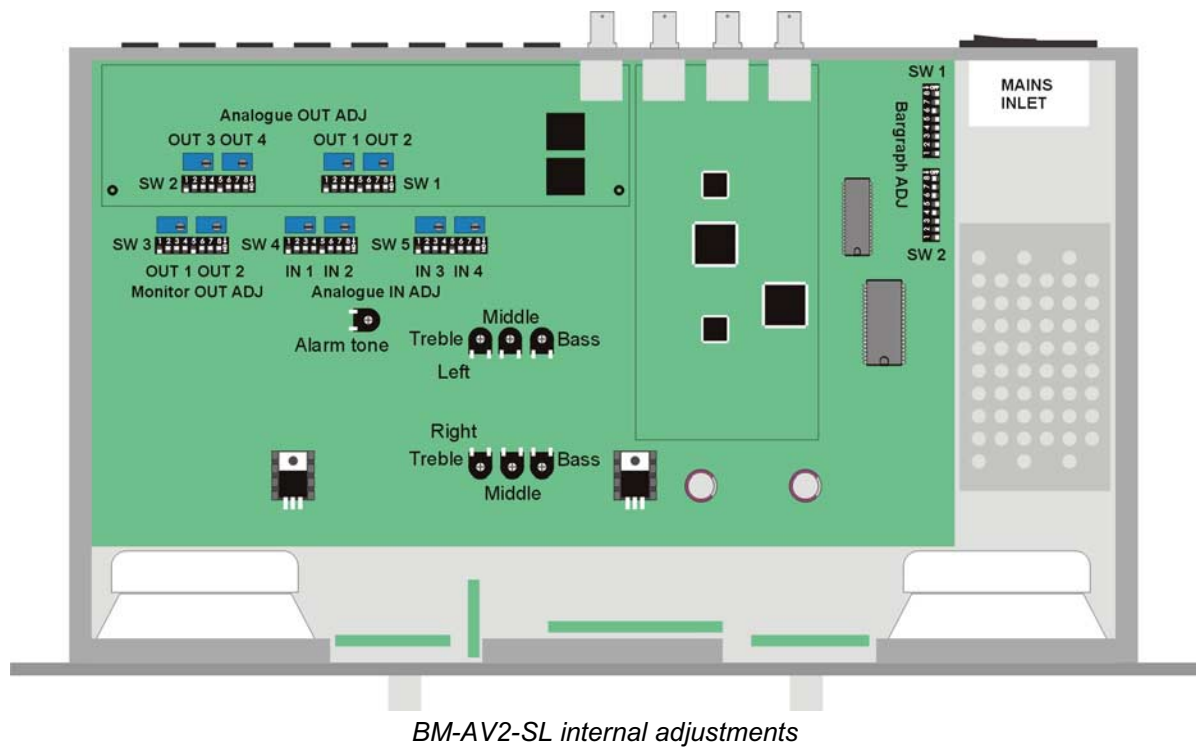 SW 1
MAINS
INLET
Bargraph ADJ
SW 2
Analogue OUT ADJ
OUT 3 OUT 4
OUT 1 OUT 2
SW 2
SW 1
SW 3
SW 4
SW 5
OUT 1 OUT 2
IN 1 IN 2
IN 3 IN 4
Monitor OUT ADJ
Analogue IN ADJ
Alarm tone
Middle
Treble
Bass
Left
Right
Treble
Bass
Middle
BM-AV2-SL internal adjustments